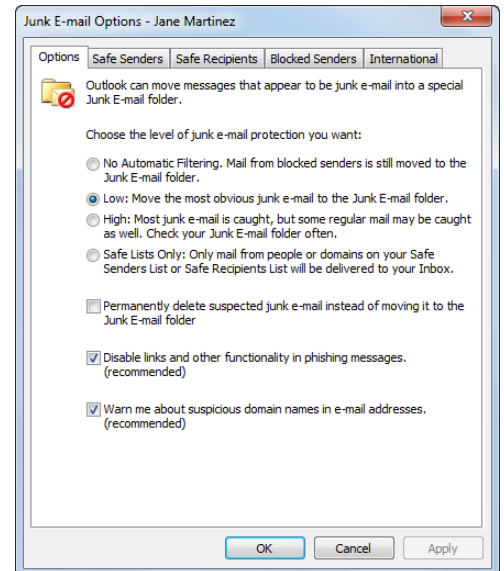 Junk E-mail Options - Jane Martinez
Options Safe Senders Safe Recipients Blocked Senders International
Outlook can move messages that appear to be junk e-mail into a special
Junk E-mail folder.
Choose the level of junk e-mail protection you want:
No Automatic Filtering. Mail from blocked senders is still moved to the
Junk E-mail folder.
Low: Move the most obvious junk e-mail to the Junk E-mail folder.
High: Most junk e-mail is caught, but some regular mail may be caught
as well. Check your Junk E-mail folder often.
Safe Lists Only: Only mail from people or domains on your Safe
Senders List or Safe Recipients List will be delivered to your Inbox.
Permanently delete suspected junk e-mail instead of moving it to the
Junk E-mail folder
Disable links and other functionality in phishing messages.
(recommended)
Warn me about suspicious domain names in e-mail addresses.
(recommended)
OK Cancel Apply